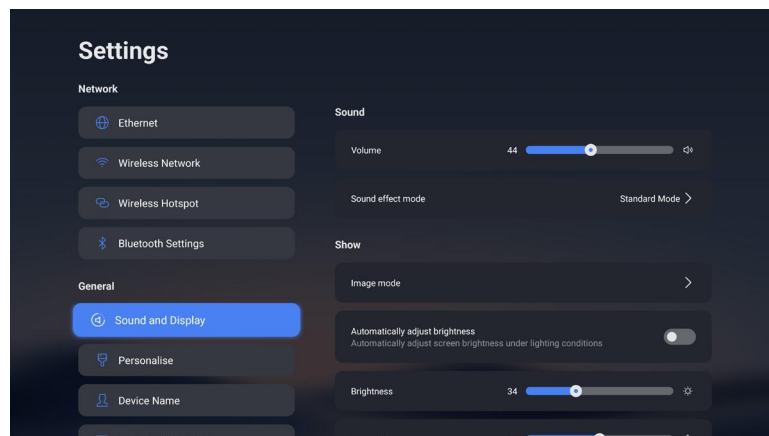 Settings
Network
Ethernet
Wireless Network
Wireless Hotspot
Bluetooth Settings
General
Sound and Display
Personalise
Device Name
Sound
Volume 44
Sound effect mode Standard Mode
Show
Image mode
Automatically adjust brightness
Automatically adjust screen brightness under lighting conditions
Brightness 34